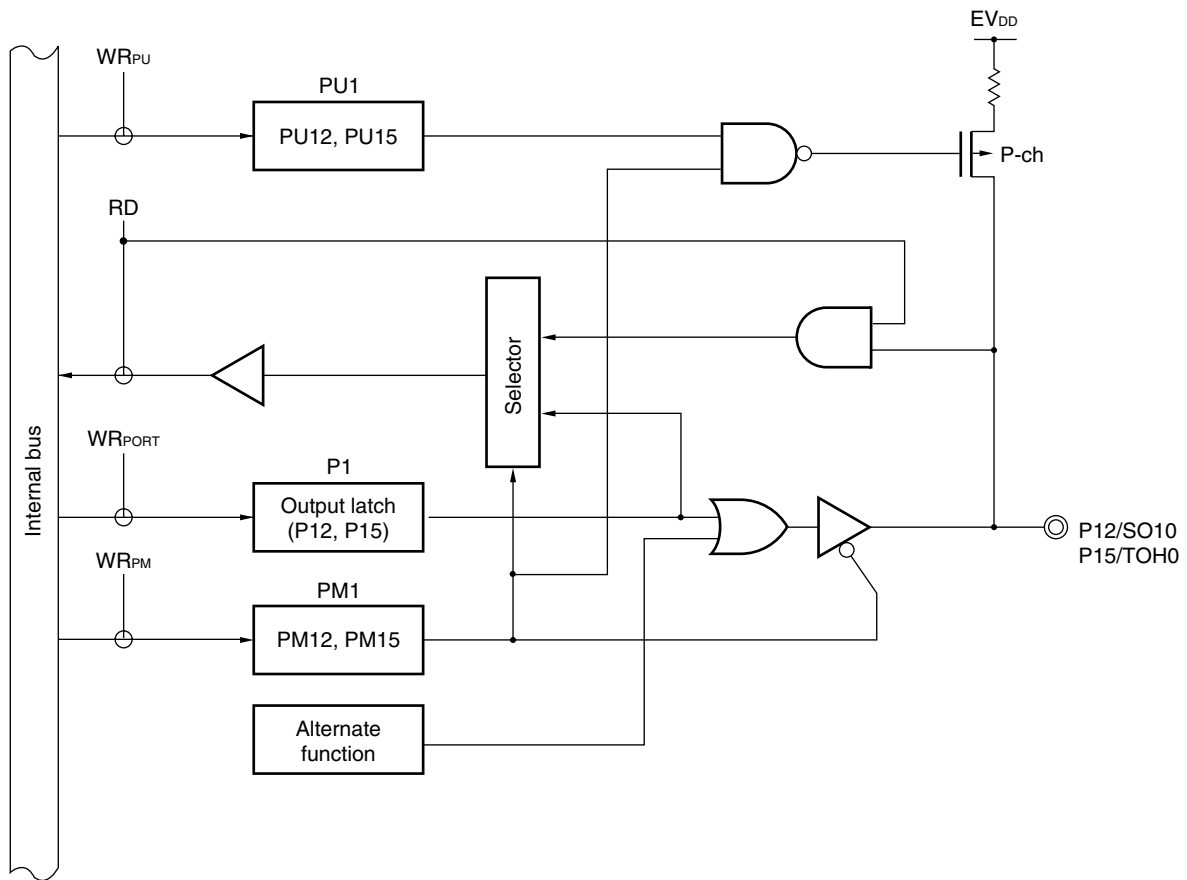 EVDD
WRPU
PU1
PU12, PU15
P-ch
RD
Selector
Internal bus
WRPORT
P1
Output latch
(P12, P15)
P12/SO10
P15/TOH0
WRPM
PM1
PM12, PM15
Alternate
function